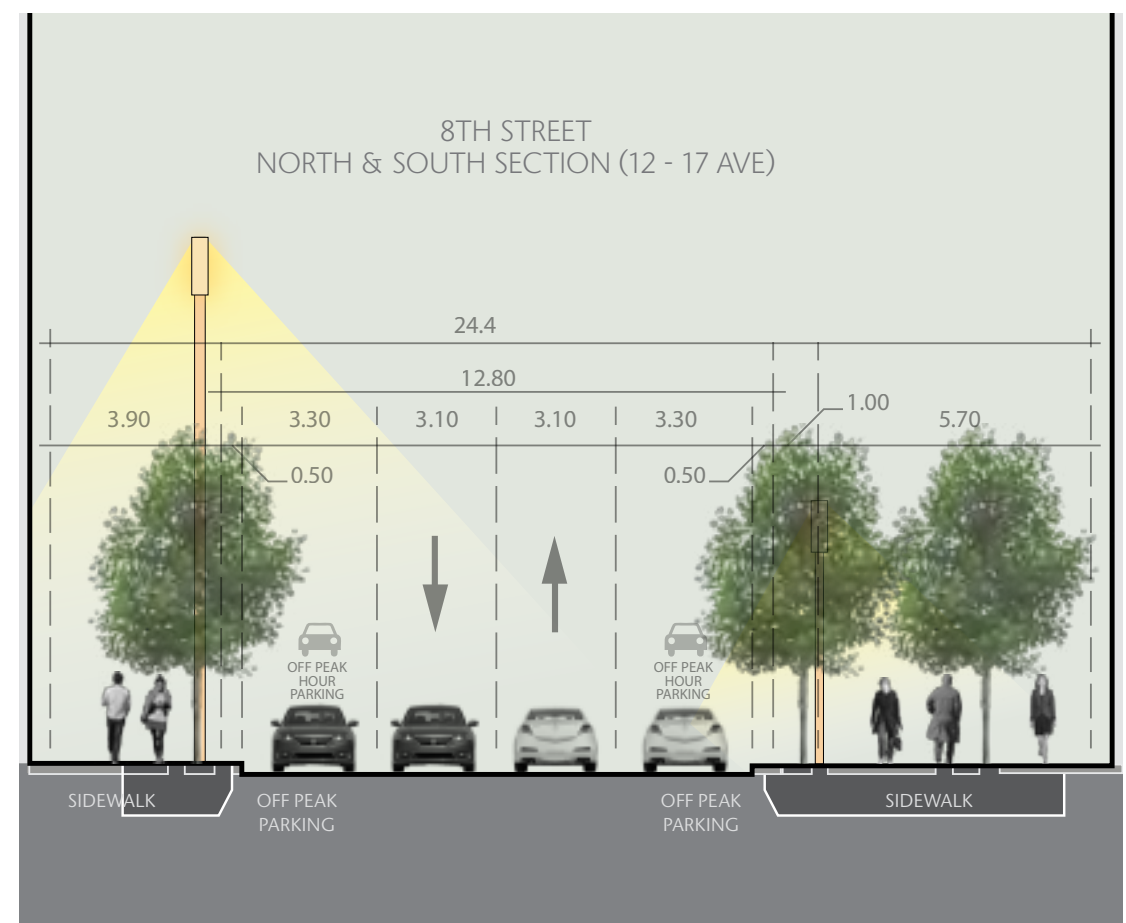 8TH STREET
NORTH & SOUTH SECTION (12 - 17 AVE)
24.4
12.80
1.00
3.90
3.30
3.10
3.10
3.30
5.70
0.50
0.50
OFF PEAK
HOUR
PARKING
OFF PEAK
HOUR
PARKING
SIDEWALK
OFF PEAK
PARKING
OFF PEAK
PARKING
SIDEWALK